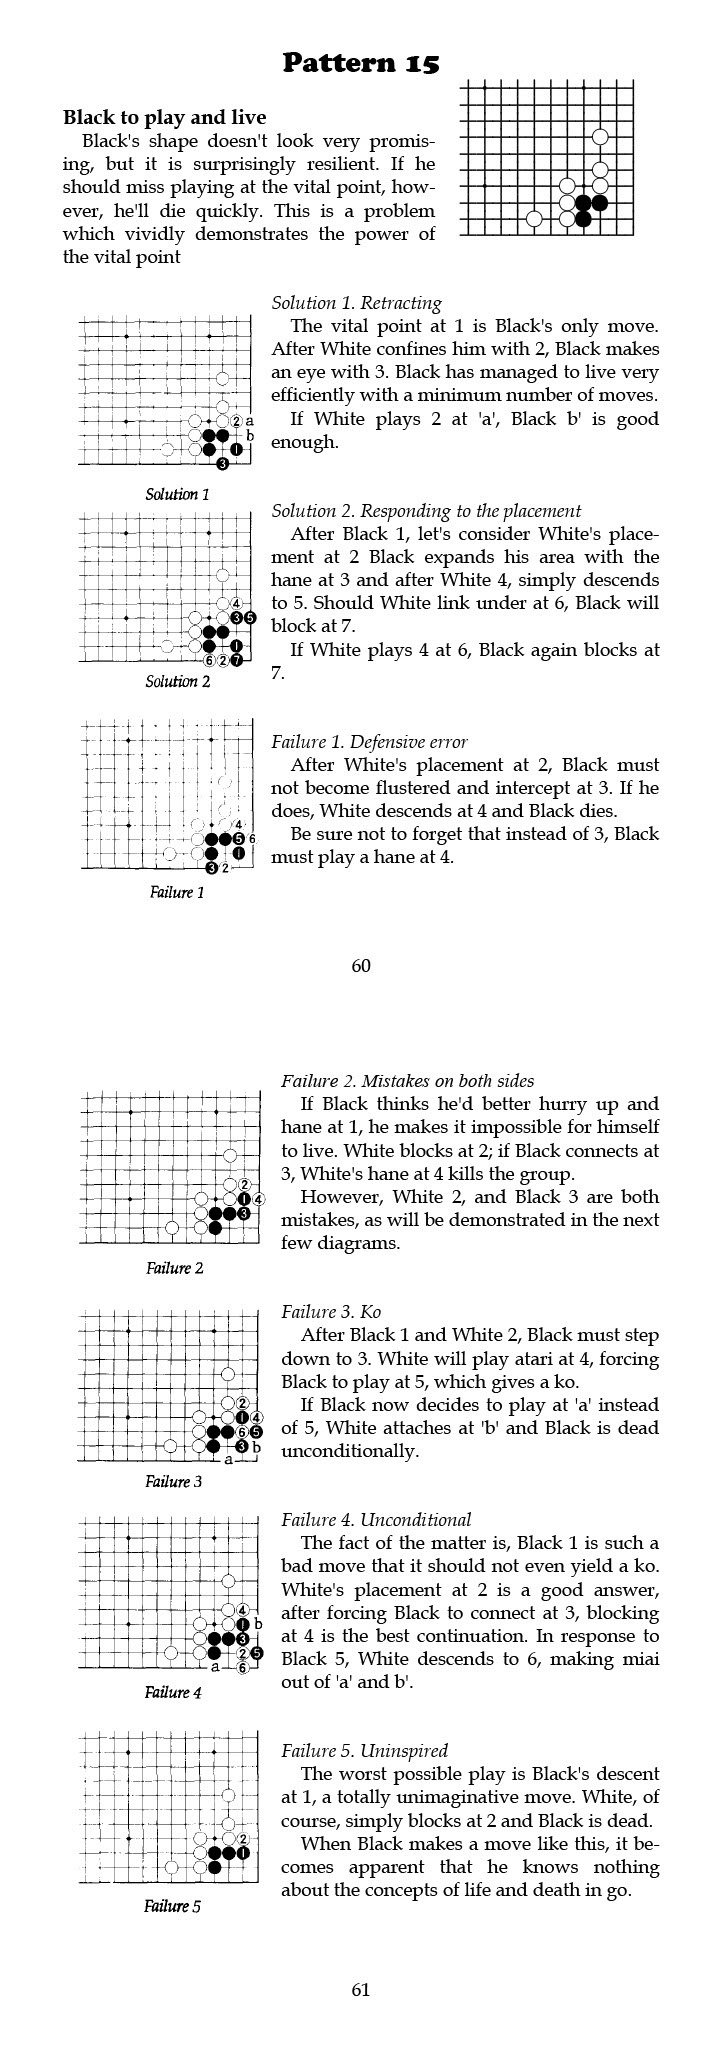 Pattern 15
Black to play and live
Black's shape doesn't look very promis-
ing, but it is surprisingly resilient. If he
should miss playing at the vital point, how-
ever, he'll die quickly. This is a problem
which vividly demonstrates the power of
the vital point
Solution 1. Retracting
The vital point at 1 is Black's only move.
After White confines him with 2, Black makes
an eye with 3. Black has managed to live very
efficiently with a minimum number of moves.
If White plays 2 at 'a', Black b' is good
enough.
2 a
b
1
3
Solution 1
Solution 2. Responding to the placement
After Black 1, let's consider White's place-
ment at 2 Black expands his area with the
hane at 3 and after White 4, simply descends
to 5. Should White link under at 6, Black will
block at 7.
If White plays 4 at 6, Black again blocks at
7.
4
3 5
1
6 2 7
Solution 2
Failure 1. Defensive error
After White's placement at 2, Black must
not become flustered and intercept at 3. If he
does, White descends at 4 and Black dies.
Be sure not to forget that instead of 3, Black
must play a hane at 4.
4
5 6
1
3 2
Failure 1
60
Failure 2. Mistakes on both sides
If Black thinks he'd better hurry up and
hane at 1, he makes it impossible for himself
to live. White blocks at 2; if Black connects at
3, White's hane at 4 kills the group.
However, White 2, and Black 3 are both
mistakes, as will be demonstrated in the next
few diagrams.
2
1 4
3
Failure 2
Failure 3. Ko
After Black 1 and White 2, Black must step
down to 3. White will play atari at 4, forcing
Black to play at 5, which gives a ko.
If Black now decides to play at 'a' instead
of 5, White attaches at 'b' and Black is dead
unconditionally.
2
1 4
6 5
3 b
a
Failure 3
Failure 4. Unconditional
The fact of the matter is, Black 1 is such a
bad move that it should not even yield a ko.
White's placement at 2 is a good answer,
after forcing Black to connect at 3, blocking
at 4 is the best continuation. In response to
Black 5, White descends to 6, making miai
out of 'a' and b'.
4
1 b
3
2 5
a 6
Failure 4
Failure 5. Uninspired
The worst possible play is Black's descent
at 1, a totally unimaginative move. White, of
course, simply blocks at 2 and Black is dead.
When Black makes a move like this, it be-
comes apparent that he knows nothing
about the concepts of life and death in go.
2
1
Failure 5
61